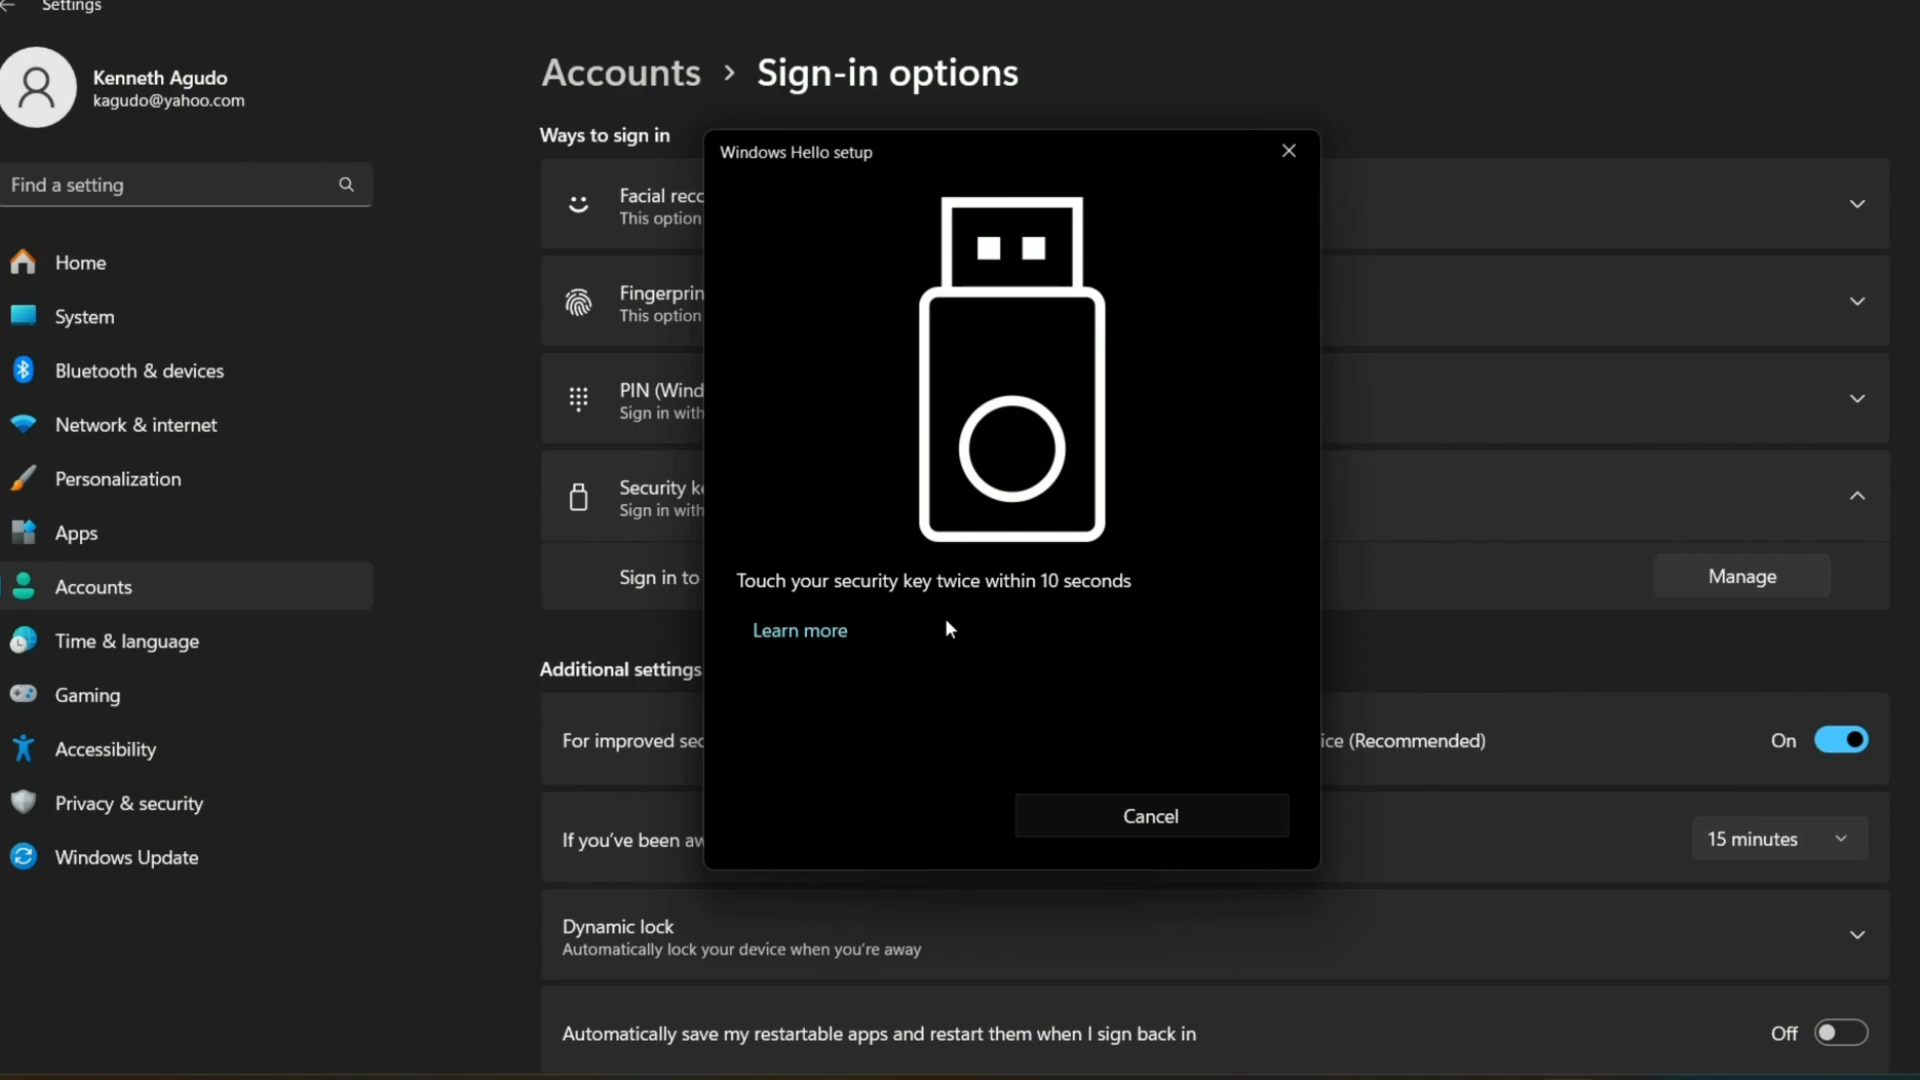 Settings
Kenneth Agudo
kagudo@yahoo.com
Find a setting
Home
System
Bluetooth & devices
Network & internet
Personalization
Apps
Accounts
Time & language
Gaming
Accessibility
Privacy & security
Windows Update
Accounts > Sign-in options
Ways to sign in
Facial reco
This option
Fingerprin
This option
PIN (Wind
Sign in with
Security ke
Sign in with
Sign in to
Manage
Windows Hello setup
Touch your security key twice within 10 seconds
Learn more
Cancel
Additional settings
For improved sec
ice (Recommended)
On
If you've been aw
15 minutes
Dynamic lock
Automatically lock your device when you're away
Automatically save my restartable apps and restart them when I sign back in
Off